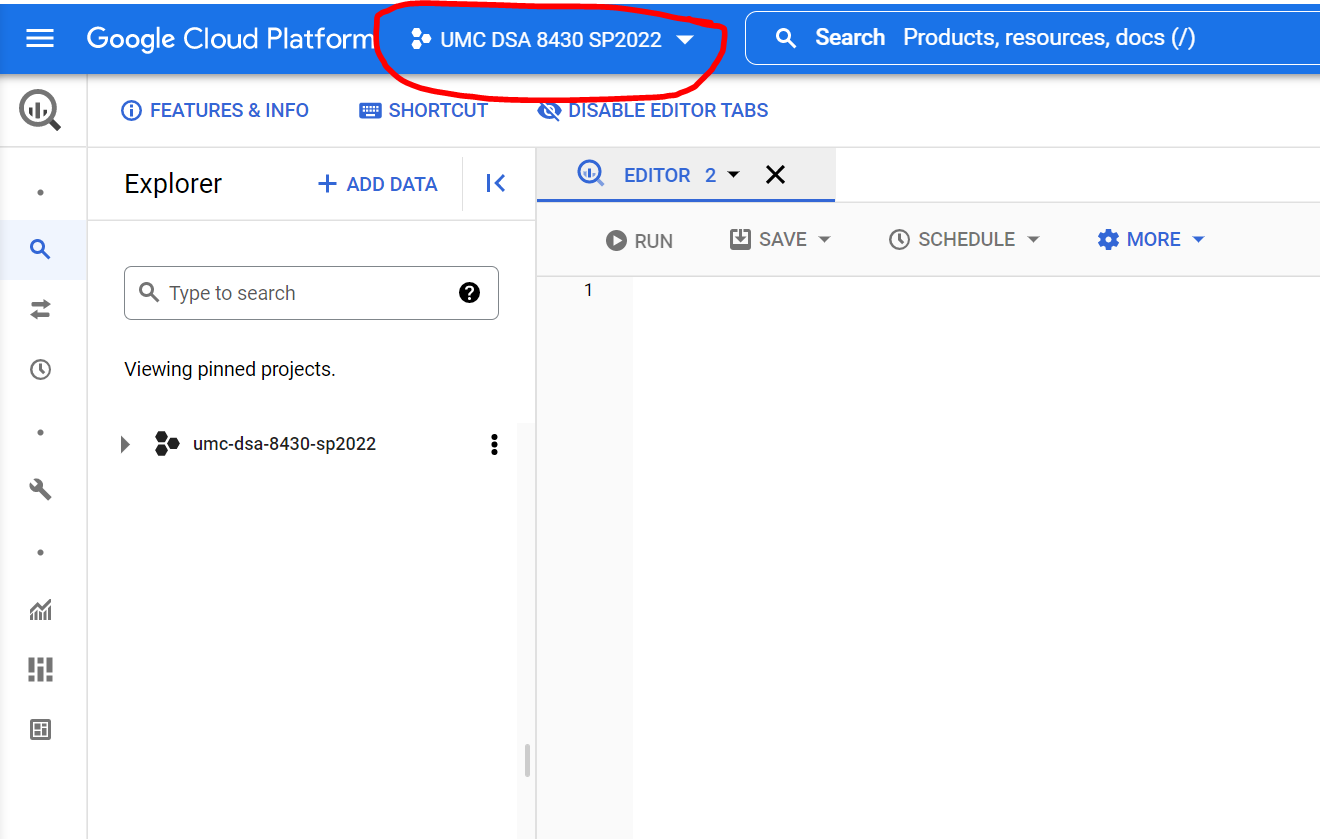 Google Cloud Platform UMC DSA 8430 SP2022 Search Products, resources, docs (/)
FEATURES & INFO SHORTCUT DISABLE EDITOR TABS
Explorer ADD DATA EDITOR 2
RUN SAVE SCHEDULE MORE
Type to search
1
Viewing pinned projects.
umc-dsa-8430-sp2022